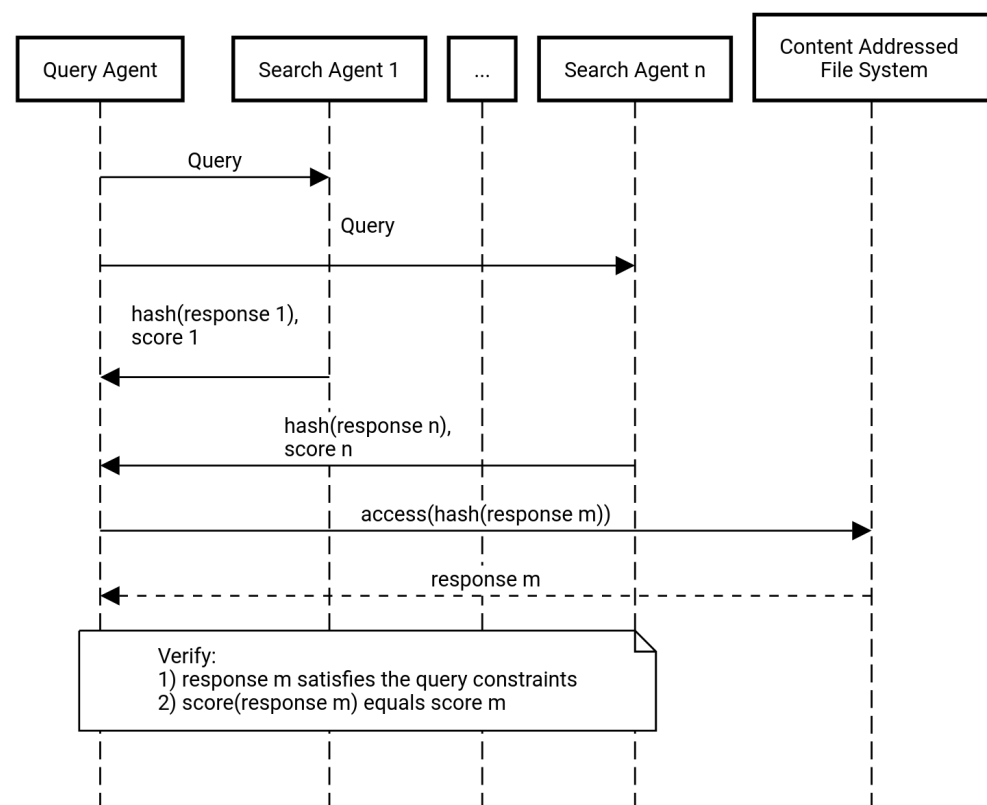 Query Agent
Search Agent 1
...
Search Agent n
Content Addressed
File System
Query
Query
hash(response 1),
score 1
hash(response n),
score n
access(hash(response m))
response m
Verify:
1) response m satisfies the query constraints
2) score(response m) equals score m